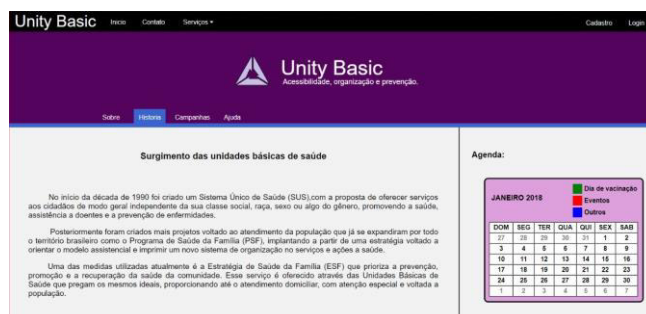 Unity Basic Inicio Contato Serviços Cadastro Login
Unity Basic
Acessibilidade, organização e prevenção.
Sobre Historia Campanhas Ajuda
Surgimento das unidades básicas de saúde
No início da década de 1990 foi criado um Sistema Único de Saúde (SUS),com a proposta de oferecer serviços
aos cidadãos de modo geral independente da sua classe social, raça, sexo ou algo do gênero, promovendo a saúde,
assistência a doentes e a prevenção de enfermidades.
Posteriormente foram criados mais projetos voltado ao atendimento da população que já se expandiram por todo
o território brasileiro como o Programa de Saúde da Família (PSF), implantando a partir de uma estratégia voltado a
orientar o modelo assistencial e imprimir um novo sistema de organização no serviços e ações a saúde.
Uma das medidas utilizadas atualmente é a Estratégia de Saúde da Família (ESF) que prioriza a prevenção,
promoção e a recuperação da saúde da comunidade. Esse serviço é oferecido através das Unidades Básicas de
Saúde que pregam os mesmos ideais, proporcionando até o atendimento domiciliar, com atenção especial e voltada a
população.
Agenda:
JANEIRO 2018
Dia de vacinação
Eventos
Outros
DOM SEG TER QUA QUI SEX SAB
27 28 29 30 31 1 2
3 4 5 6 7 8 9
10 11 12 13 14 15 16
17 18 19 20 21 22 23
24 25 26 27 28 29 30
1 2 3 4 5 6 7